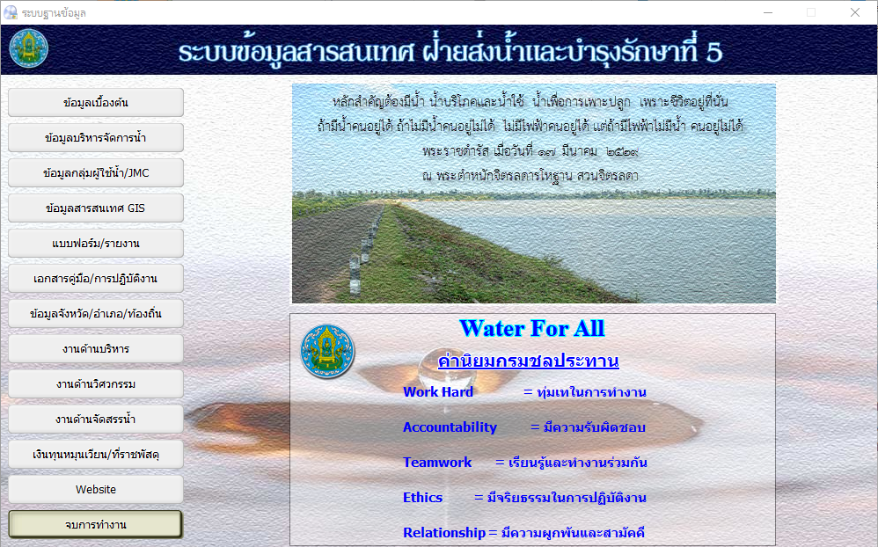 ระบบฐานข้อมูล
ระบบข้อมูลสารสนเทศ ฝ่ายส่งน้ำและบำรุงรักษาที่ 5
ข้อมูลเบื้องต้น
ข้อมูลบริหารจัดการน้ำ
ข้อมูลกลุ่มผู้ใช้น้ำ/JMC
ข้อมูลสารสนเทศ GIS
แบบฟอร์ม/รายงาน
เอกสารคู่มือ/การปฏิบัติงาน
ข้อมูลจังหวัด/อำเภอ/ท้องถิ่น
งานด้านบริหาร
งานด้านวิศวกรรม
งานด้านจัดสรรน้ำ
เงินทุนหมุนเวียน/ที่ราชพัสดุ
Website
จบการทำงาน
หลักสำคัญต้องมีน้ำ น้ำบริโภคและน้ำใช้ น้ำเพื่อการเพาะปลูก เพราะชีวิตอยู่ที่นั่น
ถ้ามีน้ำคนอยู่ได้ ถ้าไม่มีน้ำคนอยู่ไม่ได้ ไม่มีไฟฟ้าคนอยู่ได้ แต่ถ้ามีไฟฟ้าไม่มีน้ำ คนอยู่ไม่ได้
พระราชดำรัส เมื่อวันที่ ๑๗ มีนาคม ๒๕๒๙
ณ พระตำหนักจิตรลดารโหฐาน สวนจิตรลดา
Water For All
ค่านิยมกรมชลประทาน
Work Hard = ทุ่มเทในการทำงาน
Accountability = มีความรับผิดชอบ
Teamwork = เรียนรู้และทำงานร่วมกัน
Ethics = มีจริยธรรมในการปฏิบัติงาน
Relationship = มีความผูกพันและสามัคคี